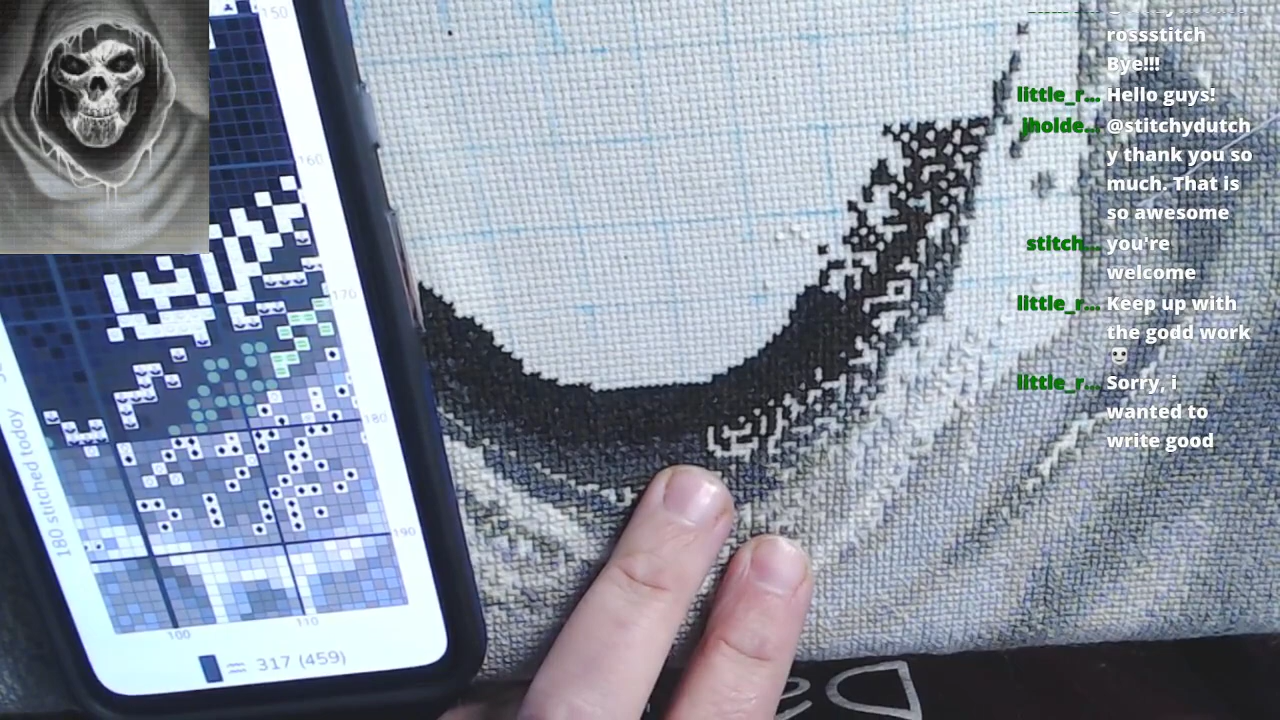 150
160
170
180
190
100
110
180 stitched today
317 (459)
rossstitch
Bye!!!
little_r... Hello guys!
jholde... @stitchydutch
y thank you so
much. That is
so awesome
stitch... you're
welcome
little_r... Keep up with
the godd work
little_r... Sorry, i
wanted to
write good